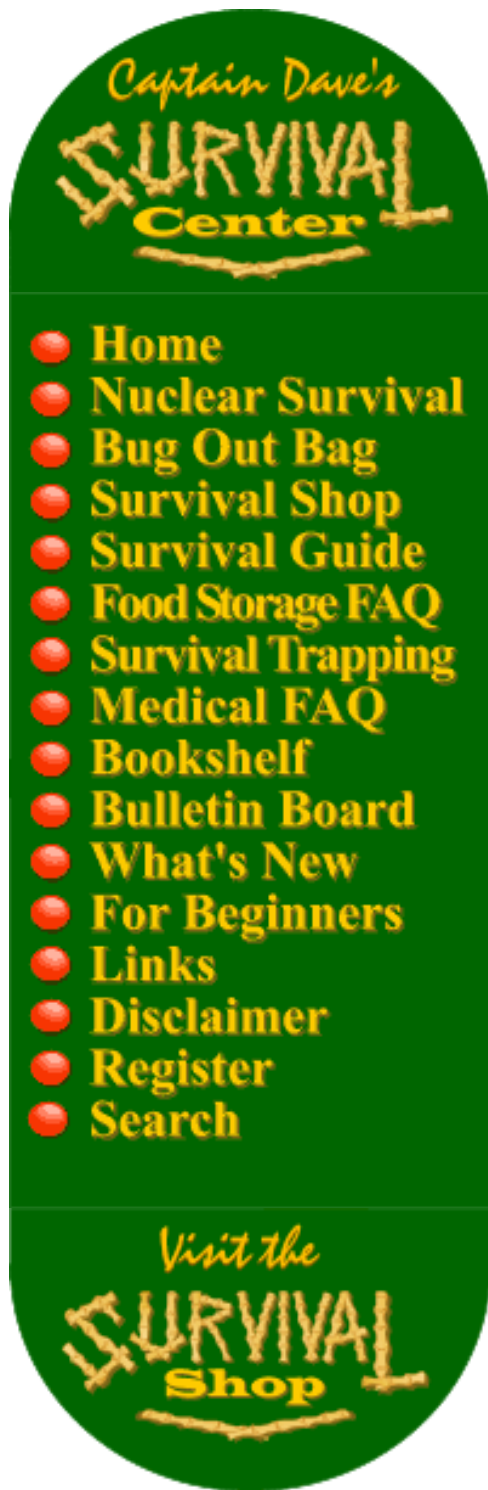 Captain Dave's
SURVIVAL
Center
Home
Nuclear Survival
Bug Out Bag
Survival Shop
Survival Guide
Food Storage FAQ
Survival Trapping
Medical FAQ
Bookshelf
Bulletin Board
What's New
For Beginners
Links
Disclaimer
Register
Search
Visit the
SURVIVAL
Shop